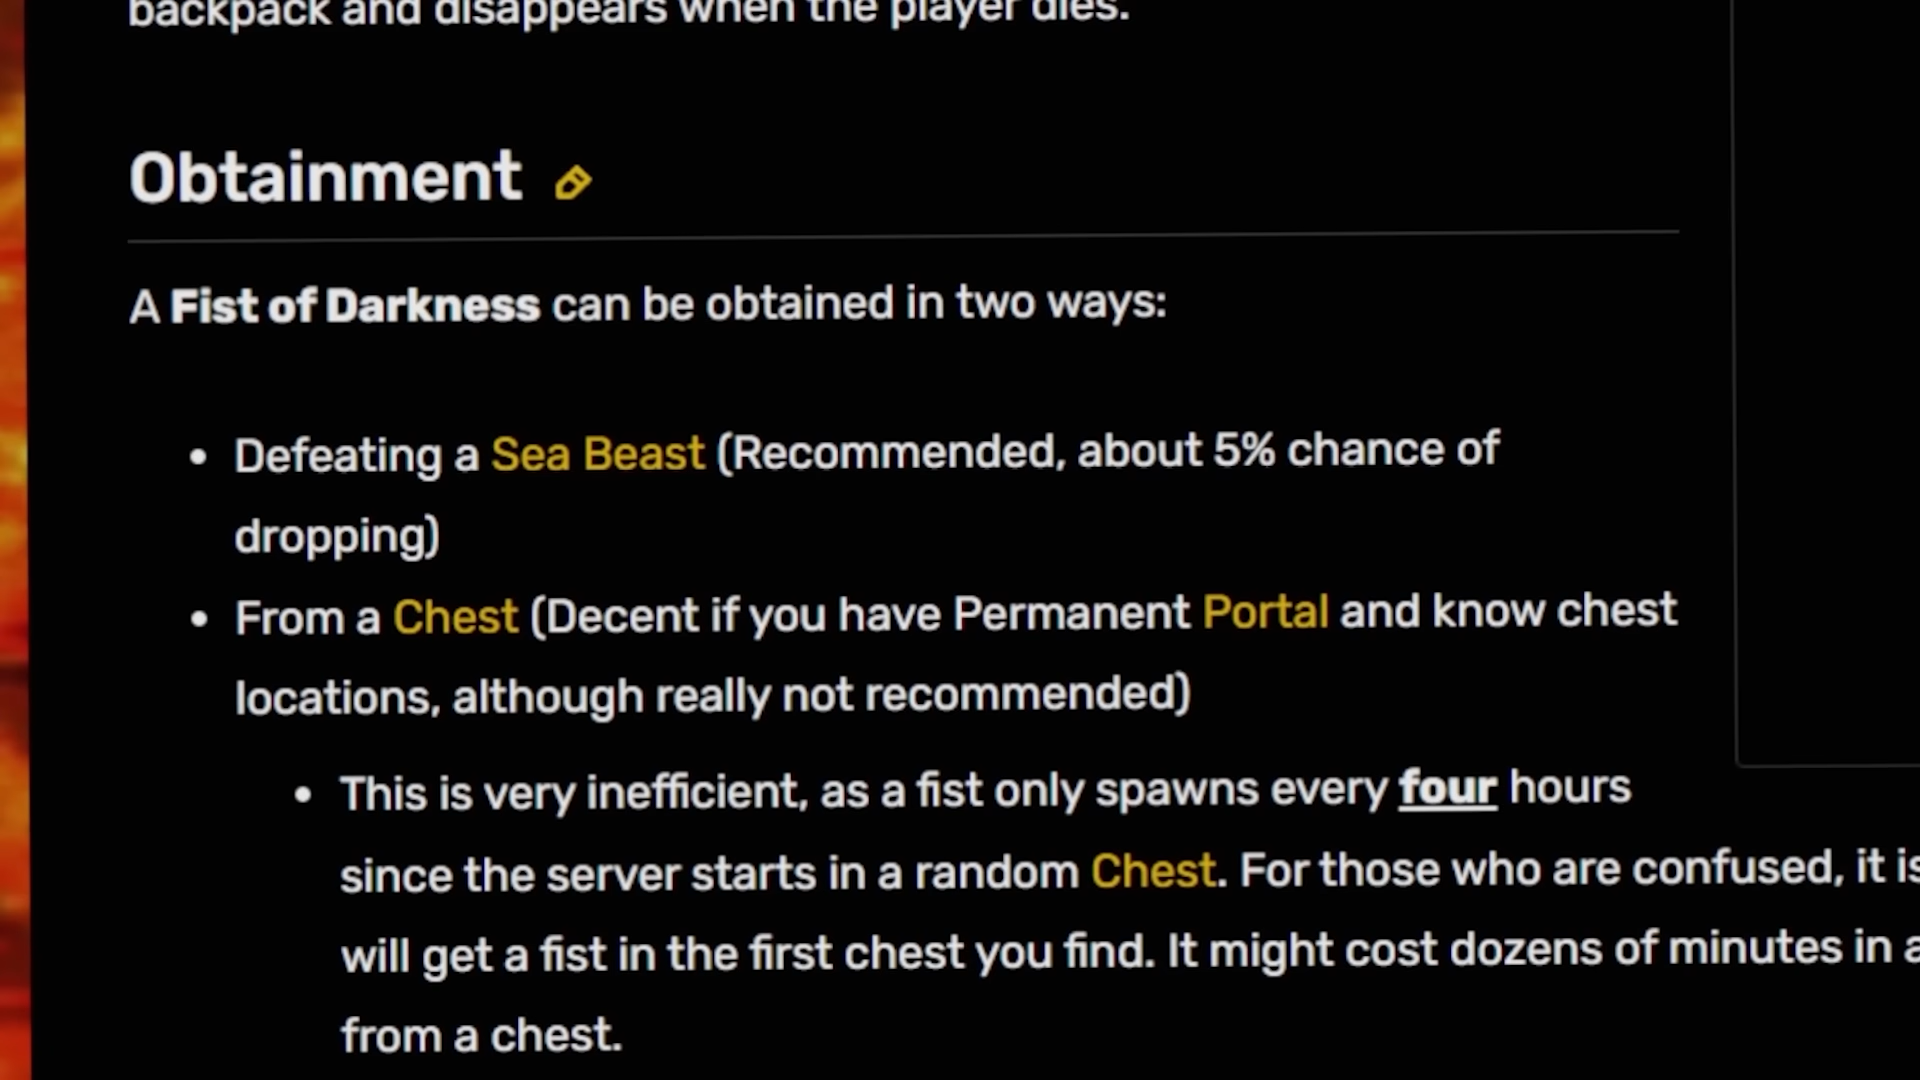 backpack and disappears when the player dies.
Obtainment
A Fist of Darkness can be obtained in two ways:
• Defeating a Sea Beast (Recommended, about 5% chance of
dropping)
• From a Chest (Decent if you have Permanent Portal and know chest
locations, although really not recommended)
• This is very inefficient, as a fist only spawns every four hours
since the server starts in a random Chest. For those who are confused, it is
will get a fist in the first chest you find. It might cost dozens of minutes in a
from a chest.